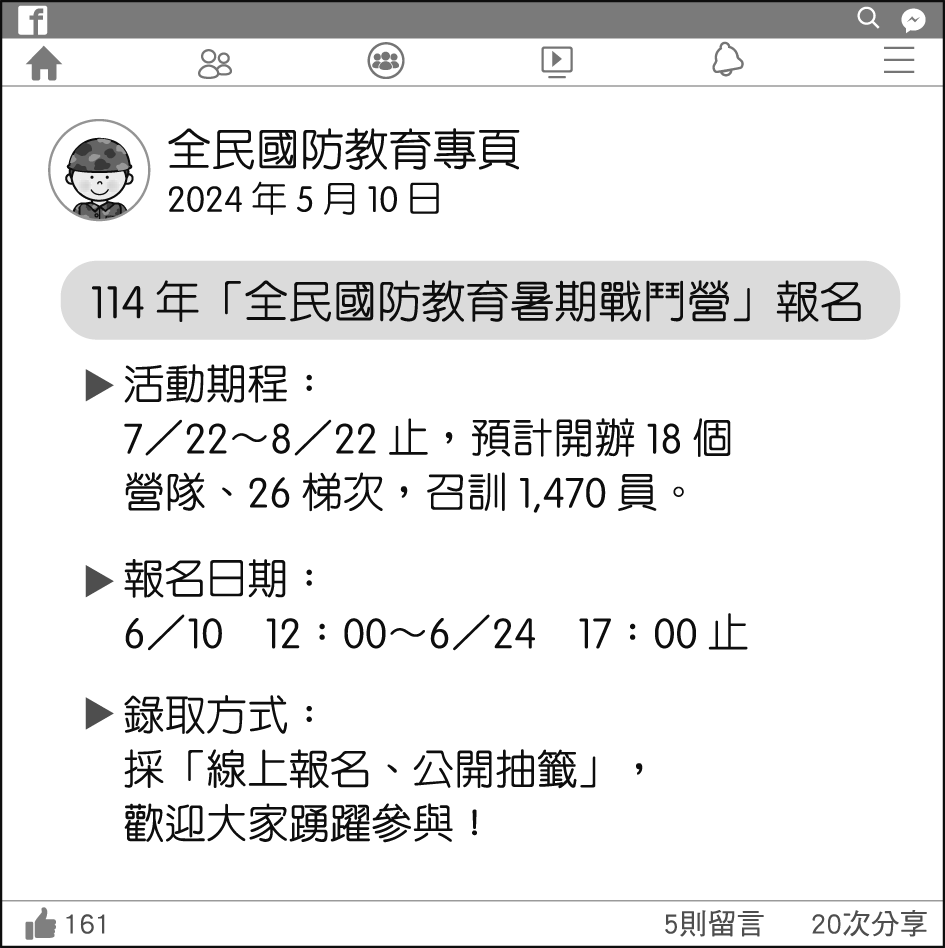 全民國防教育專頁
2024 年 5 月 10 日
114 年「全民國防教育暑期戰鬥營」報名
▶活動期程：
7／22～8／22 止，預計開辦 18 個
營隊、26 梯次，召訓 1,470 員。
▶報名日期：
6／10　12：00～6／24　17：00 止
▶錄取方式：
採「線上報名、公開抽籤」，
歡迎大家踴躍參與！
161　5則留言　20次分享